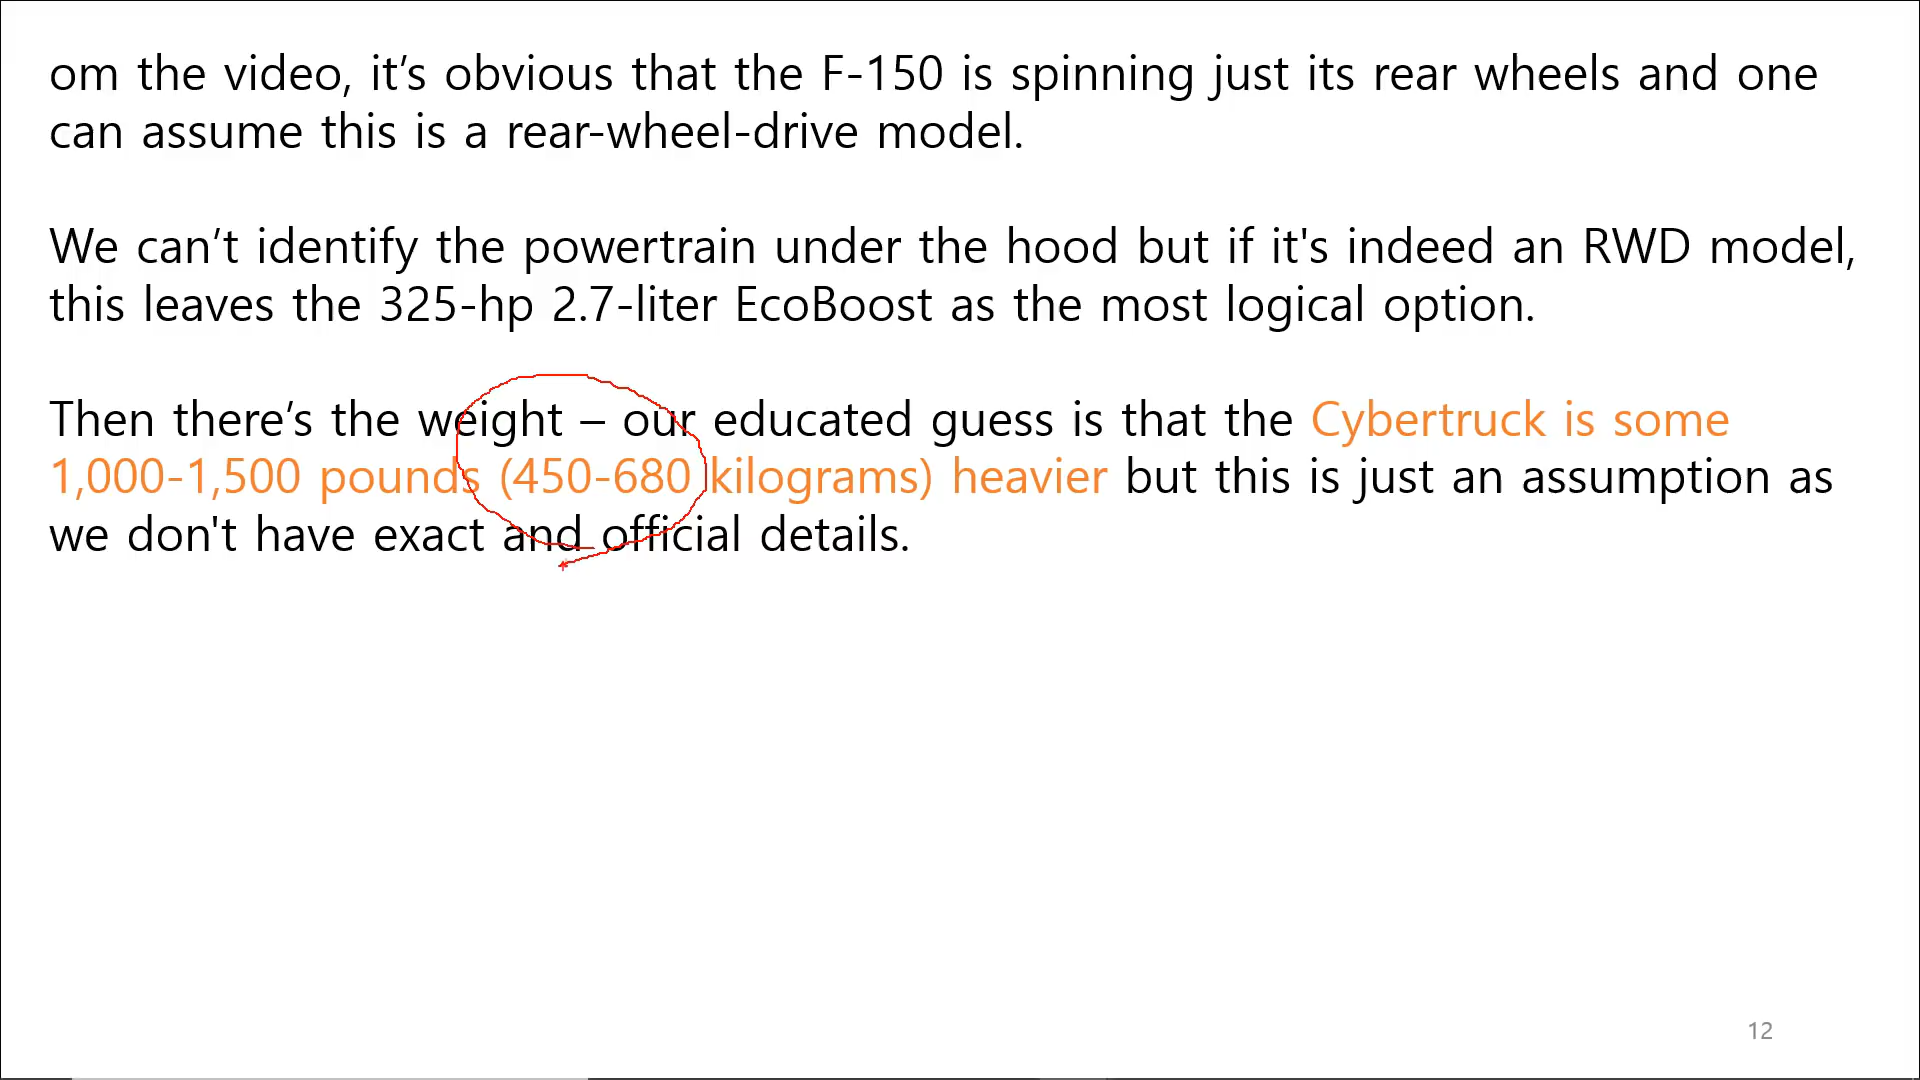 om the video, it’s obvious that the F-150 is spinning just its rear wheels and one
can assume this is a rear-wheel-drive model.
We can’t identify the powertrain under the hood but if it's indeed an RWD model,
this leaves the 325-hp 2.7-liter EcoBoost as the most logical option.
Then there’s the weight – our educated guess is that the Cybertruck is some
1,000-1,500 pounds (450-680 kilograms) heavier but this is just an assumption as
we don't have exact and official details.
12